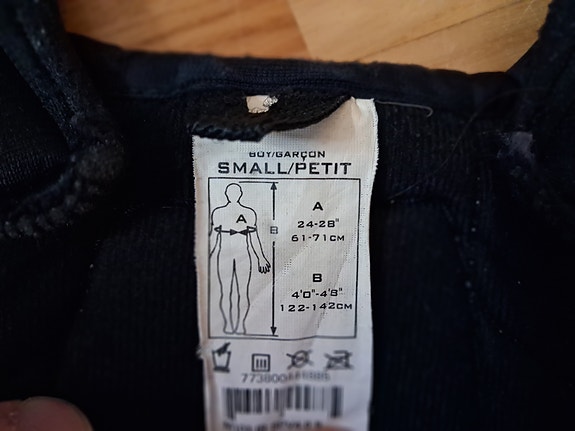 BOY/GARÇON
SMALL/PETIT
A
24-28"
61-71CM
A
B
B
4'0"-4'8"
122-142CM